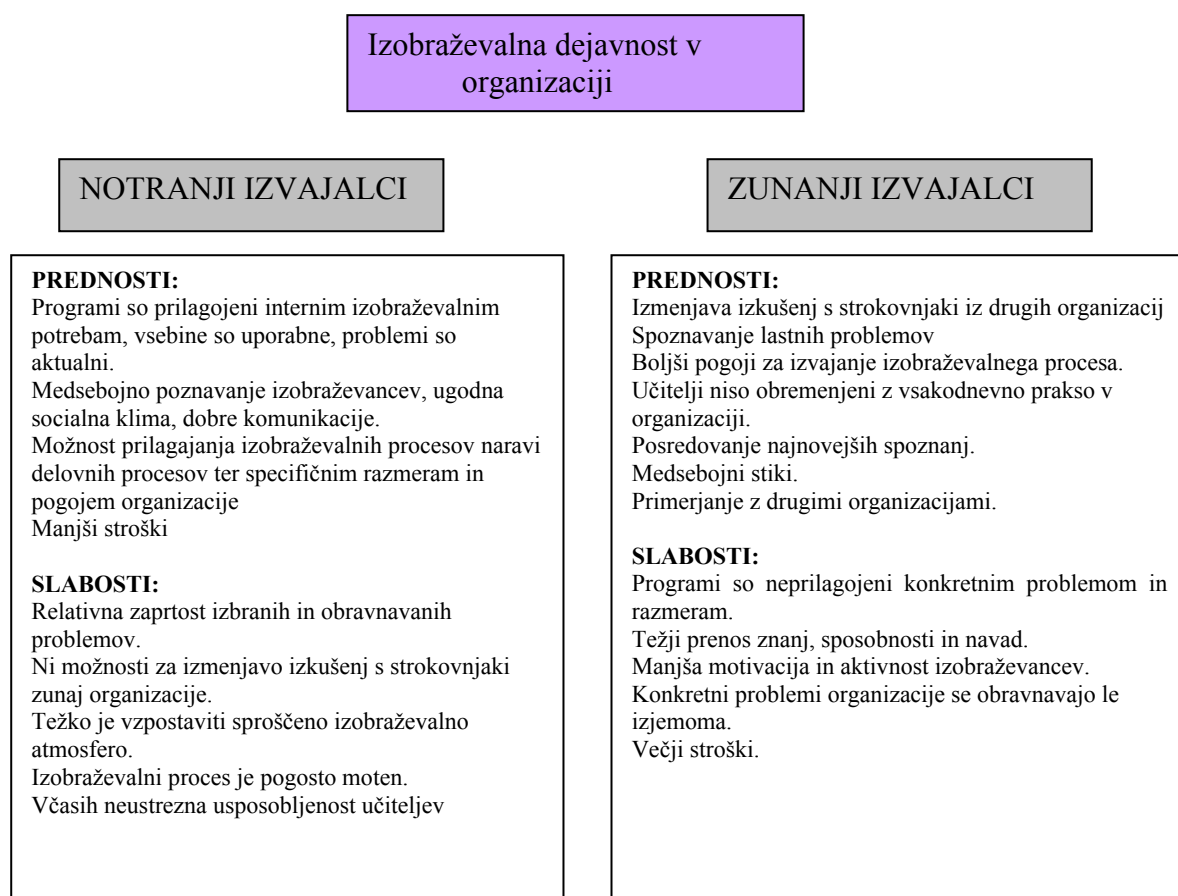 Izobraževalna dejavnost v
organizaciji
NOTRANJI IZVAJALCI
PREDNOSTI:
Programi so prilagojeni internim izobraževalnim
potrebam, vsebine so uporabne, problemi so
aktualni.
Medsebojno poznavanje izobraževancev, ugodna
socialna klima, dobre komunikacije.
Možnost prilagajanja izobraževalnih procesov naravi
delovnih procesov ter specifičnim razmeram in
pogojem organizacije
Manjši stroški
SLABOSTI:
Relativna zaprtost izbranih in obravnavanih
problemov.
Ni možnosti za izmenjavo izkušenj s strokovnjaki
zunaj organizacije.
Težko je vzpostaviti sproščeno izobraževalno
atmosfero.
Izobraževalni proces je pogosto moten.
Včasih neustrezna usposobljenost učiteljev
ZUNANJI IZVAJALCI
PREDNOSTI:
Izmenjava izkušenj s strokovnjaki iz drugih organizacij
Spoznavanje lastnih problemov
Boljši pogoji za izvajanje izobraževalnega procesa.
Učitelji niso obremenjeni z vsakodnevno prakso v
organizaciji.
Posredovanje najnovejših spoznanj.
Medsebojni stiki.
Primerjanje z drugimi organizacijami.
SLABOSTI:
Programi so neprilagojeni konkretnim problemom in
razmeram.
Težji prenos znanj, sposobnosti in navad.
Manjša motivacija in aktivnost izobraževancev.
Konkretni problemi organizacije se obravnavajo le
izjemoma.
Večji stroški.